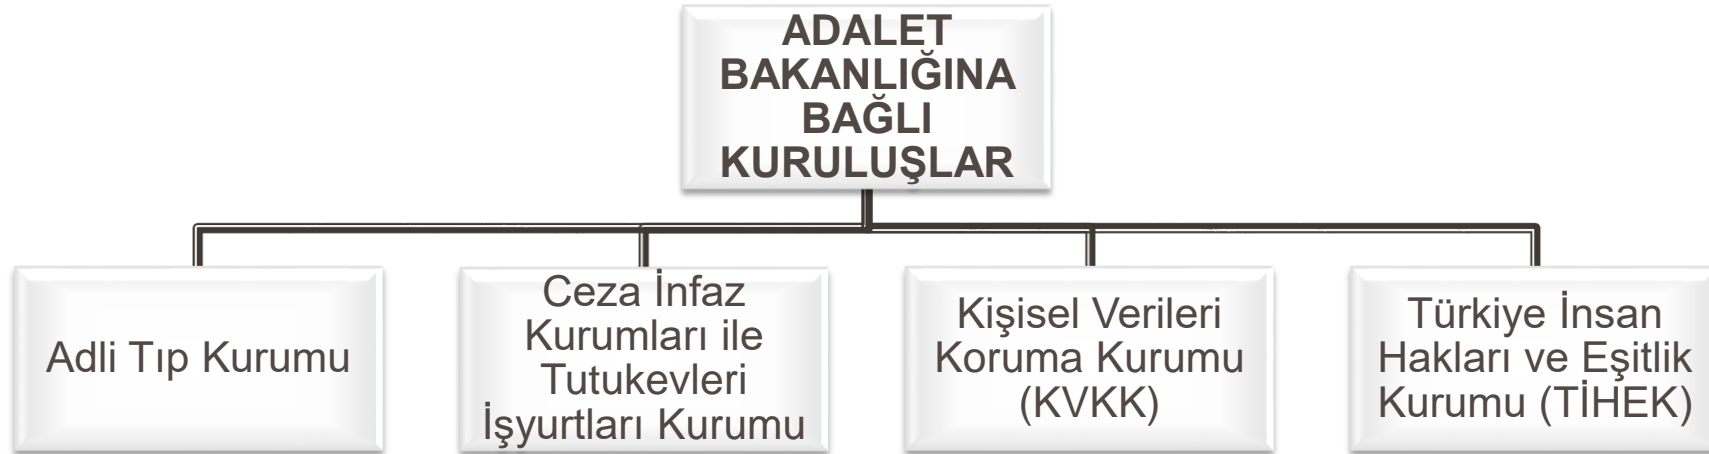 ADALET
BAKANLIĞINA
BAĞLI
KURULUŞLAR
Adli Tıp Kurumu
Ceza İnfaz
Kurumları ile
Tutukevleri
İşyurtları Kurumu
Kişisel Verileri
Koruma Kurumu
(KVKK)
Türkiye İnsan
Hakları ve Eşitlik
Kurumu (TİHEK)